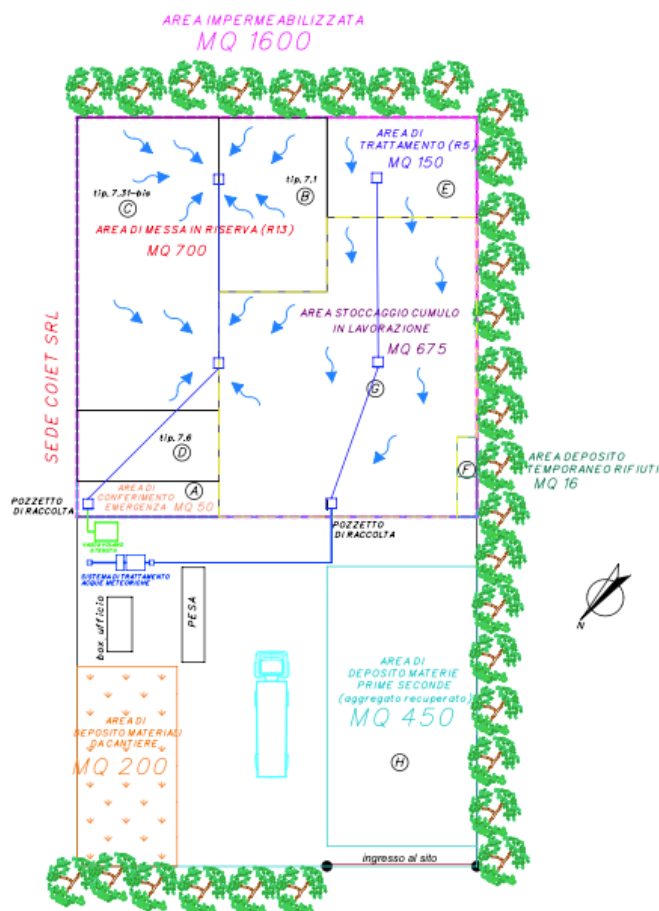 AREA IMPERMEABILIZZATA
MQ 1600
AREA DI
TRATTAMENTO (R5)
MQ 150
tip. 7.31-bis
C
tip. 7.1
B
E
AREA DI MESSA IN RISERVA (R13)
MQ 700
AREA STOCCAGGIO CUMULO
IN LAVORAZIONE
MQ 675
G
SEDE COIET SRL
tip. 7.6
D
F
AREA DEPOSITO
TEMPORANEO RIFIUTI
MQ 16
A
AREA DI
CONFERIMENTO
EMERGENZA MQ 50
POZZETTO
DI RACCOLTA
POZZETTO
DI RACCOLTA
SISTEMA DI TRATTAMENTO
ACQUE METEORICHE
box ufficio
PESA
N
AREA DI
DEPOSITO MATERIE
PRIME SECONDE
(aggregato recuperato)
MQ 450
H
AREA DI
DEPOSITO MATERIALI
DA CANTIERE
MQ 200
ingresso al sito